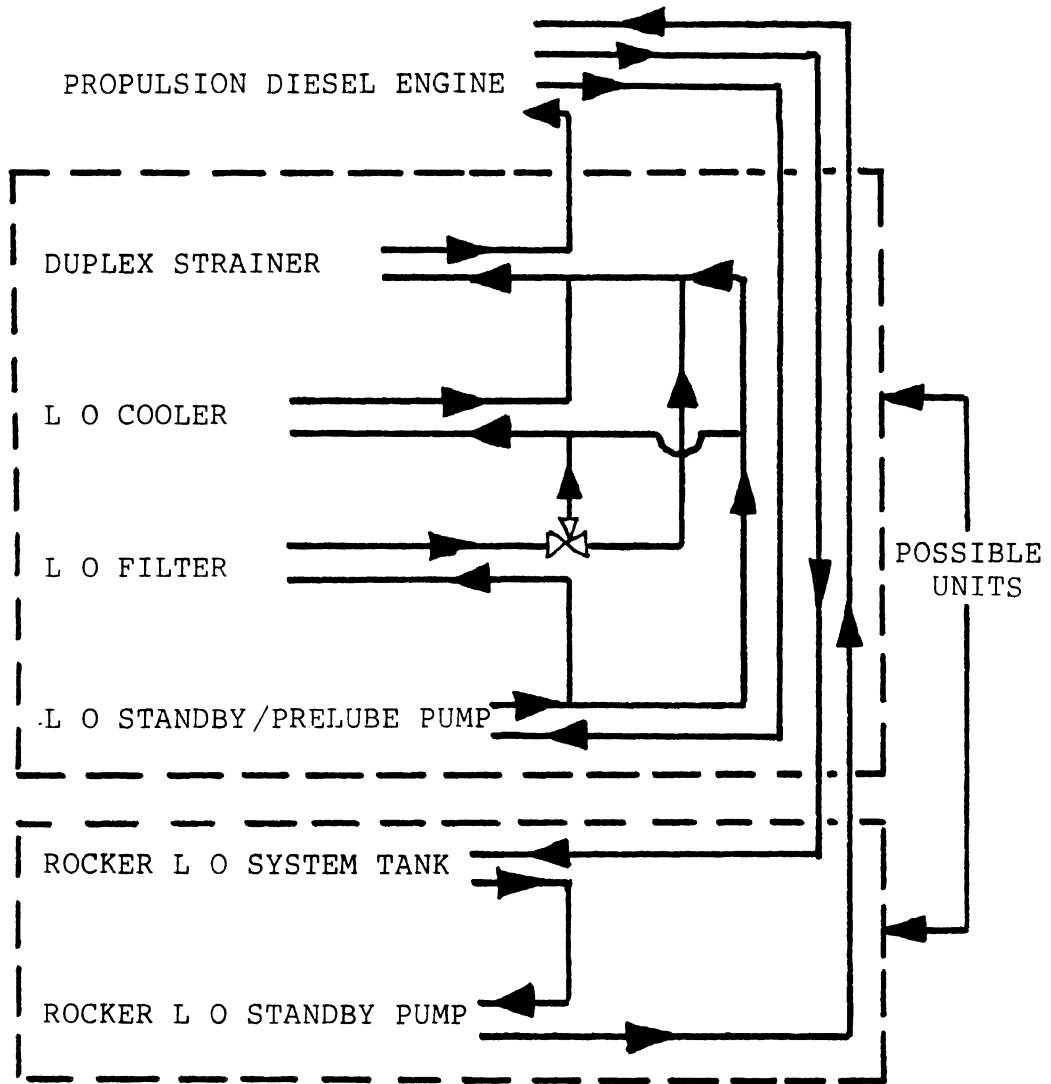 PROPULSION DIESEL ENGINE
DUPLEX STRAINER
L O COOLER
L O FILTER
POSSIBLE
UNITS
L O STANDBY/PRELUBE PUMP
ROCKER L O SYSTEM TANK
ROCKER L O STANDBY PUMP